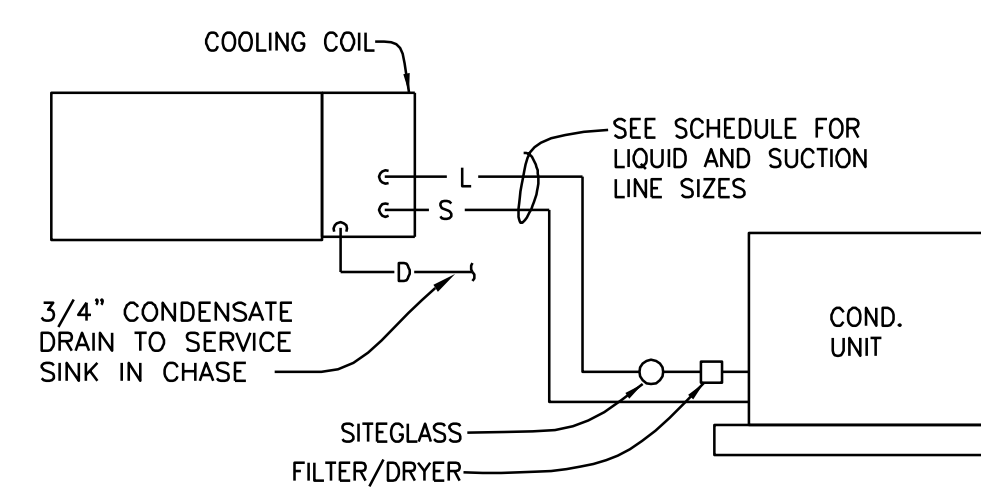 COOLING COIL
SEE SCHEDULE FOR
LIQUID AND SUCTION
LINE SIZES
L
S
D
3/4" CONDENSATE
DRAIN TO SERVICE
SINK IN CHASE
COND.
UNIT
SITEGLASS
FILTER/DRYER